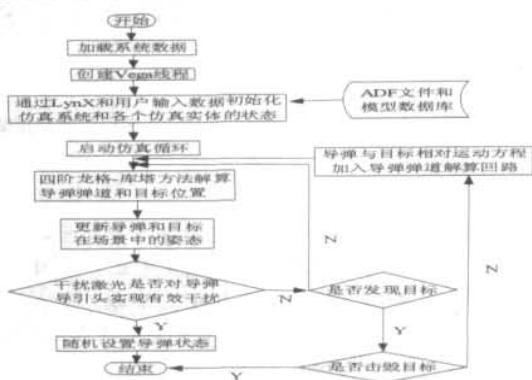 开始
加载系统数据
创建Vega线程
通过LynX和用户输入数据初始化
仿真系统和各个仿真实体的状态
ADF文件和
模型数据库
启动仿真循环
导弹与目标相对运动方程
加入导弹弹道解算回路
四阶龙格-库塔方法解算
导弹弹道和目标位置
更新导弹和目标
在场景中的姿态
N
N
干扰激光是否对导弹
导引头实现有效干扰
N
是否发现目标
Y
Y
随机设置导弹状态
是否击毁目标
Y
结束